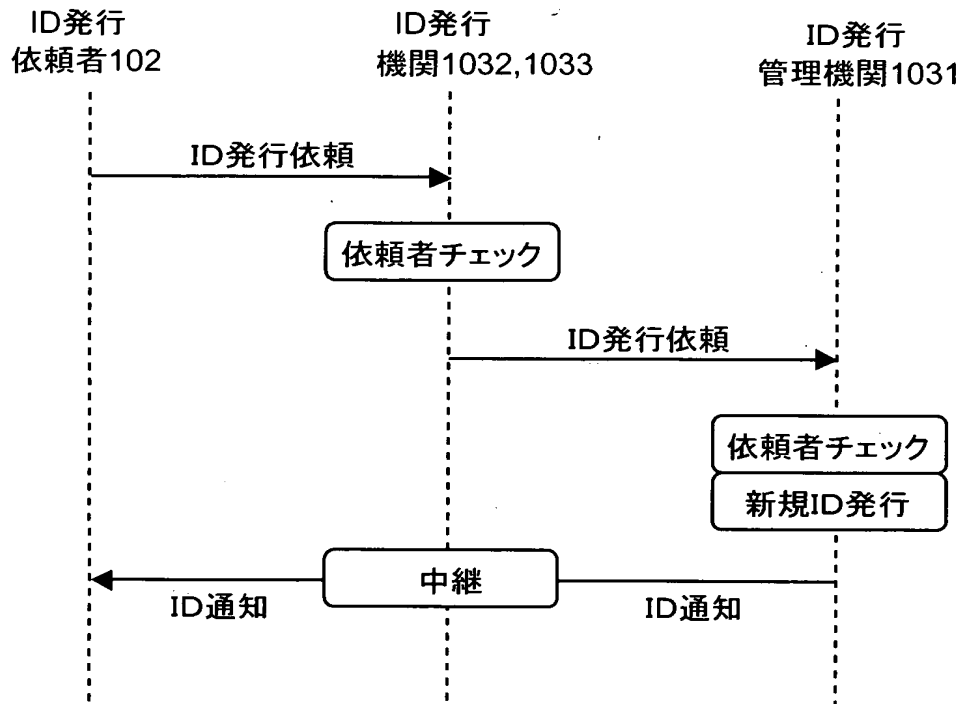 ID発行
依頼者102
ID発行
機関1032,1033
ID発行
管理機関1031
ID発行依頼
依頼者チェック
ID発行依頼
依頼者チェック
新規ID発行
中継
ID通知
ID通知